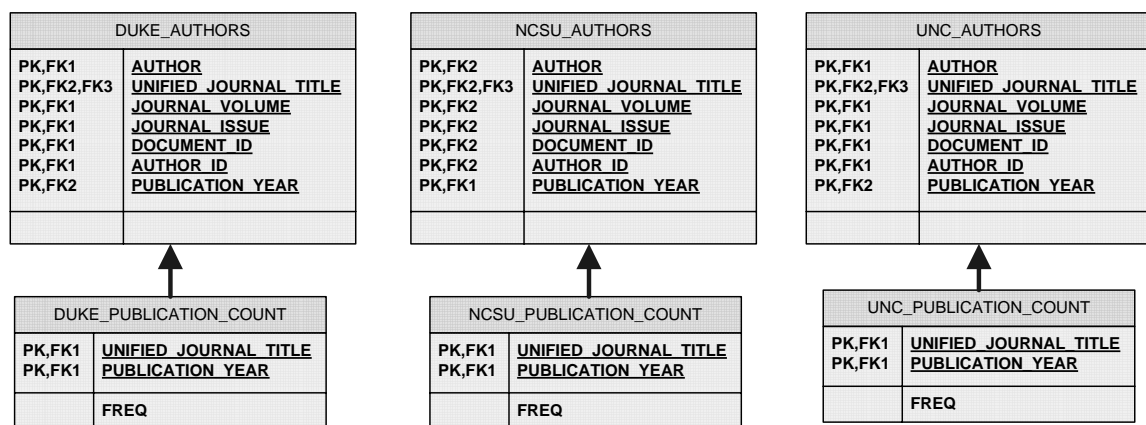 DUKE_AUTHORS
PK,FK1 AUTHOR
PK,FK2,FK3 UNIFIED_JOURNAL_TITLE
PK,FK1 JOURNAL_VOLUME
PK,FK1 JOURNAL_ISSUE
PK,FK1 DOCUMENT_ID
PK,FK1 AUTHOR_ID
PK,FK2 PUBLICATION_YEAR
NCSU_AUTHORS
PK,FK2 AUTHOR
PK,FK2,FK3 UNIFIED_JOURNAL_TITLE
PK,FK2 JOURNAL_VOLUME
PK,FK2 JOURNAL_ISSUE
PK,FK2 DOCUMENT_ID
PK,FK2 AUTHOR_ID
PK,FK1 PUBLICATION_YEAR
UNC_AUTHORS
PK,FK1 AUTHOR
PK,FK2,FK3 UNIFIED_JOURNAL_TITLE
PK,FK1 JOURNAL_VOLUME
PK,FK1 JOURNAL_ISSUE
PK,FK1 DOCUMENT_ID
PK,FK1 AUTHOR_ID
PK,FK2 PUBLICATION_YEAR
DUKE_PUBLICATION_COUNT
PK,FK1 UNIFIED_JOURNAL_TITLE
PK,FK1 PUBLICATION_YEAR
FREQ
NCSU_PUBLICATION_COUNT
PK,FK1 UNIFIED_JOURNAL_TITLE
PK,FK1 PUBLICATION_YEAR
FREQ
UNC_PUBLICATION_COUNT
PK,FK1 UNIFIED_JOURNAL_TITLE
PK,FK1 PUBLICATION_YEAR
FREQ